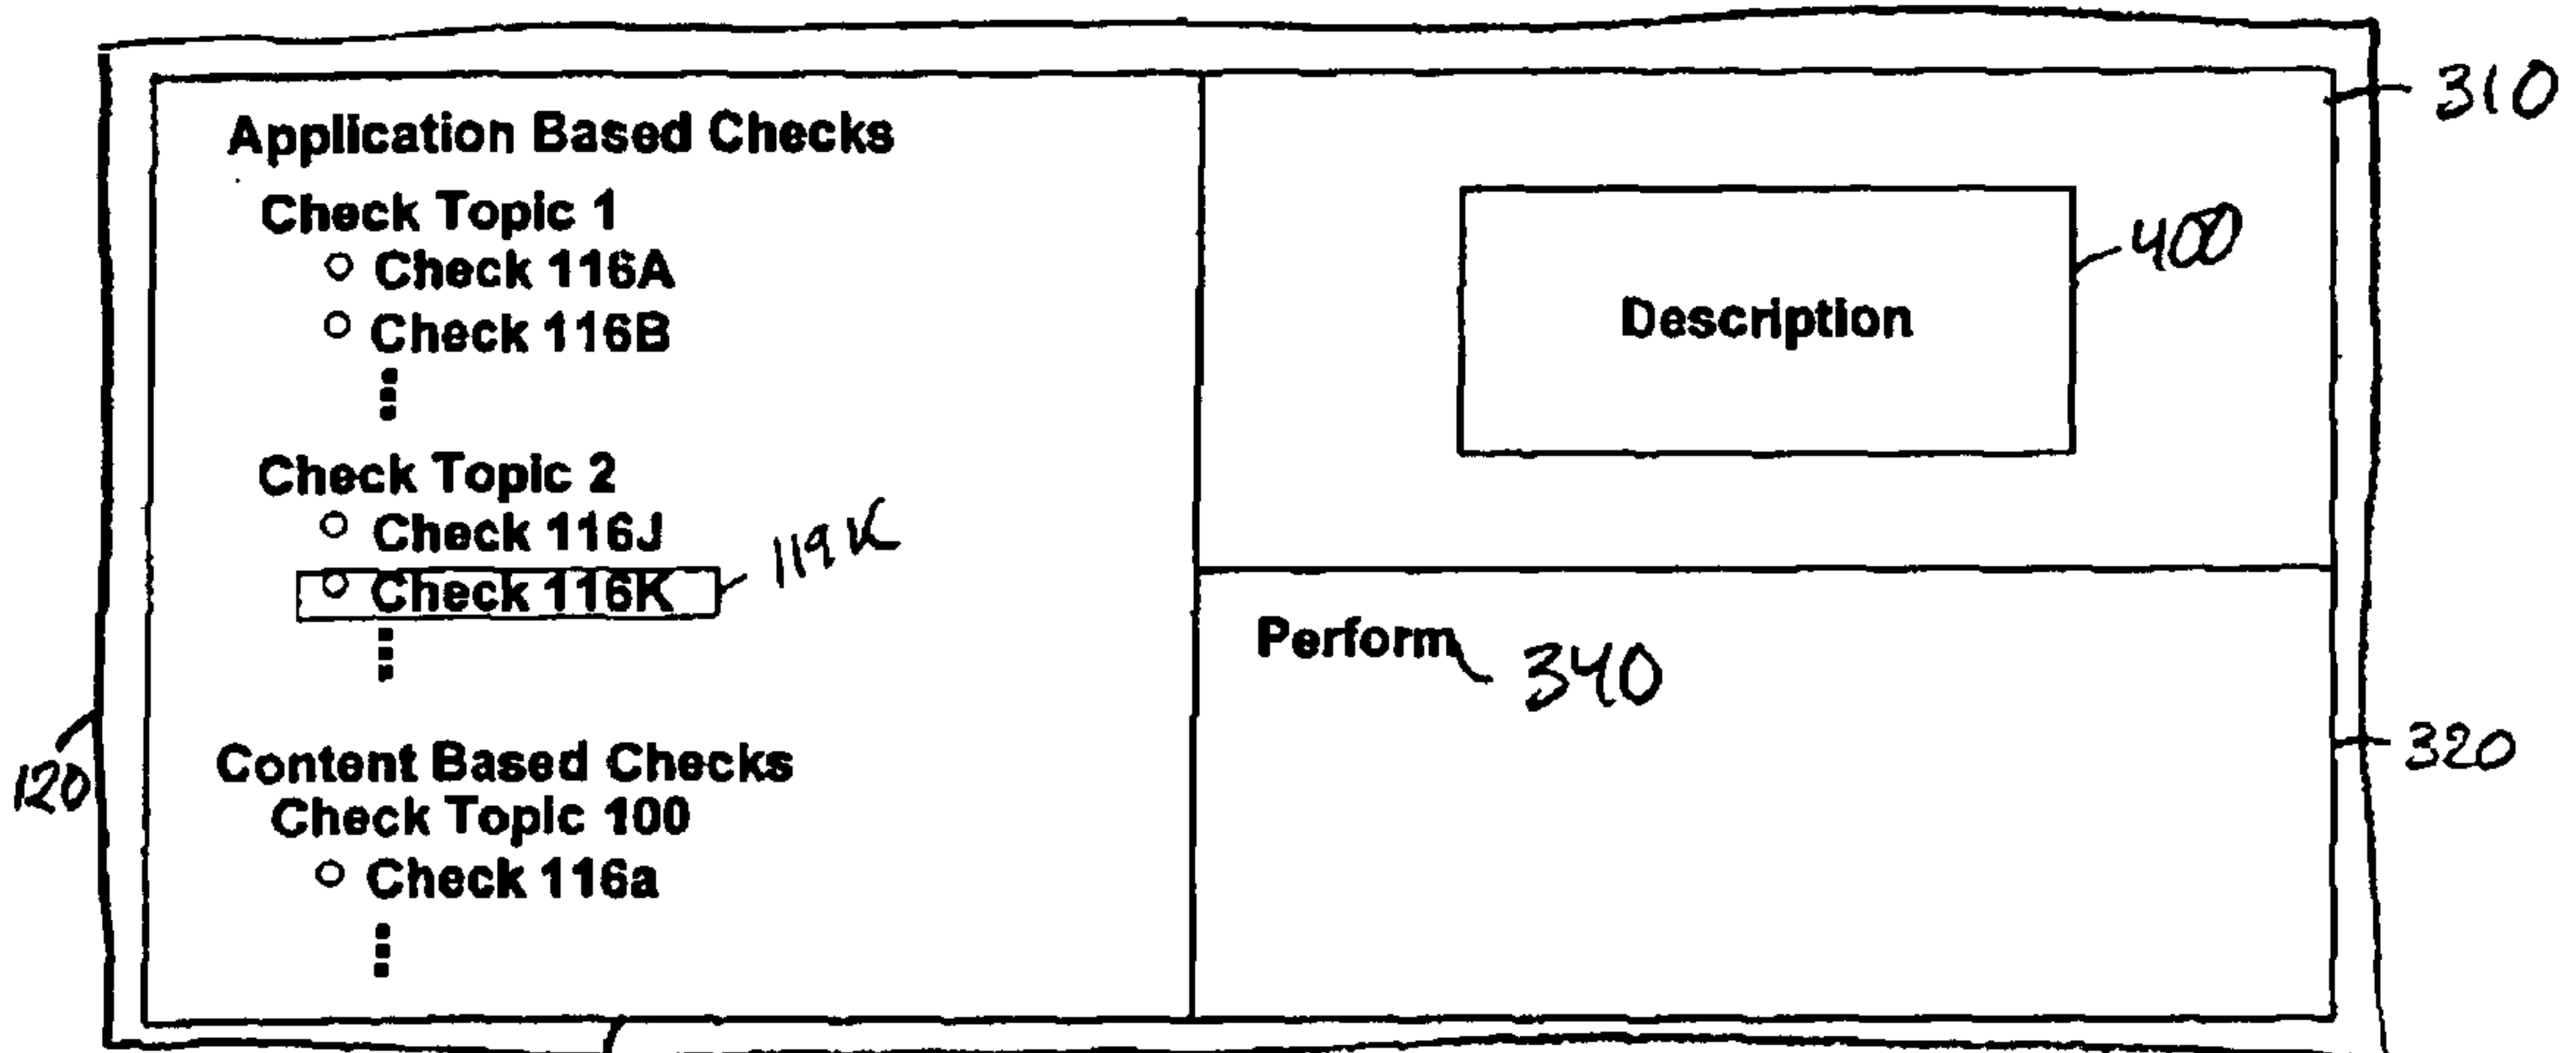 Application Based Checks
Check Topic 1
Check 116A
Check 116B
Check Topic 2
Check 116J
Check 116K
119K
Content Based Checks
Check Topic 100
Check 116a
120
310
Description
400
Perform
340
320